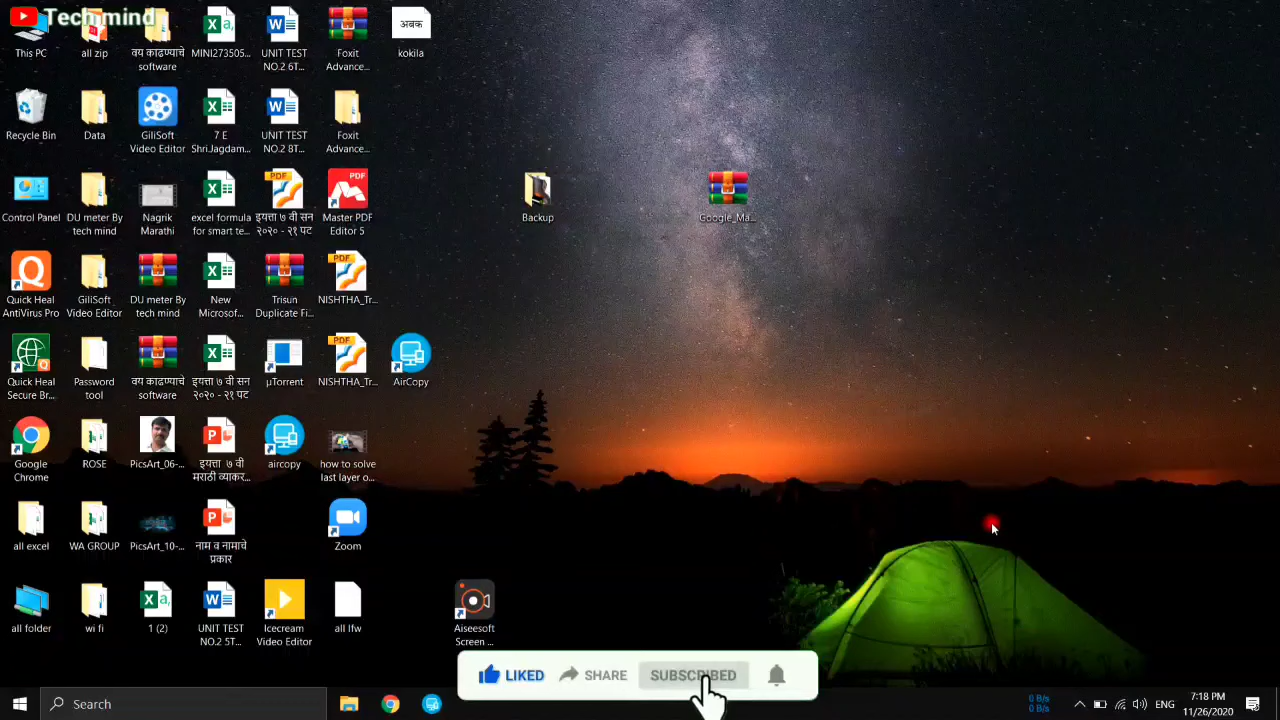 Tech mind
This PC
all zip
वय काढण्याचे
software
MINI273505...
UNIT TEST
NO.2 6T...
Foxit
Advance...
अबक
kokila
Recycle Bin
Data
GiliSoft
Video Editor
7 E
Shri.Jagdam...
UNIT TEST
NO.2 8T...
Foxit
Advance...
Control Panel
DU meter By
tech mind
Nagrik
Marathi
excel formula
for smart te...
PDF
इयत्ता ७ वी सन
२०२० - २१ पट
PDF
Master PDF
Editor 5
Backup
Google_Ma...
Quick Heal
AntiVirus Pro
GiliSoft
Video Editor
DU meter By
tech mind
New
Microsof...
Trisun
Duplicate Fi...
PDF
NISHTHA_Tr...
Quick Heal
Secure Br...
Password
tool
वय काढण्याचे
software
इयत्ता ७ वी सन
२०२० - २१ पट
µTorrent
PDF
NISHTHA_Tr...
AirCopy
Google
Chrome
ROSE
PicsArt_06-...
इयत्ता ७ वी
मराठी व्याकर...
aircopy
how to solve
last layer o...
all excel
WA GROUP
PicsArt_10-...
नाम व नामाचे
प्रकार
Zoom
all folder
wi fi
1 (2)
UNIT TEST
NO.2 5T...
Icecream
Video Editor
all lfw
Aiseesoft
Screen ...
LIKED
SHARE
SUBSCRIBED
Search
0 B/s
0 B/s
ENG
7:18 PM
11/26/2020